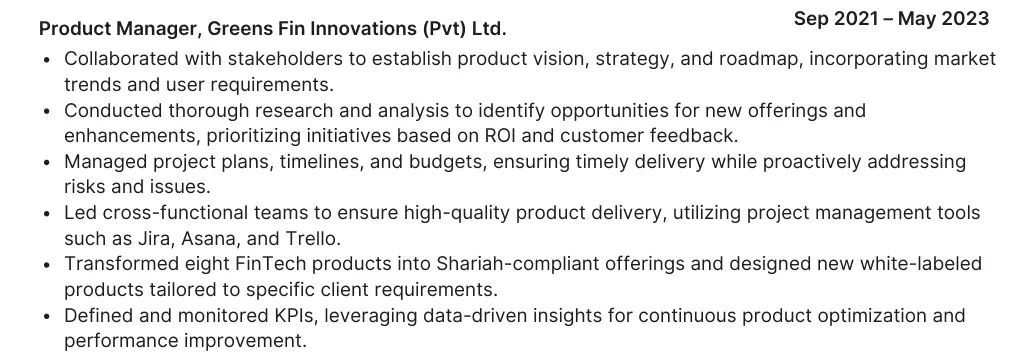 Product Manager, Greens Fin Innovations (Pvt) Ltd.
Sep 2021 – May 2023
• Collaborated with stakeholders to establish product vision, strategy, and roadmap, incorporating market
trends and user requirements.
• Conducted thorough research and analysis to identify opportunities for new offerings and
enhancements, prioritizing initiatives based on ROI and customer feedback.
• Managed project plans, timelines, and budgets, ensuring timely delivery while proactively addressing
risks and issues.
• Led cross-functional teams to ensure high-quality product delivery, utilizing project management tools
such as Jira, Asana, and Trello.
• Transformed eight FinTech products into Shariah-compliant offerings and designed new white-labeled
products tailored to specific client requirements.
• Defined and monitored KPIs, leveraging data-driven insights for continuous product optimization and
performance improvement.